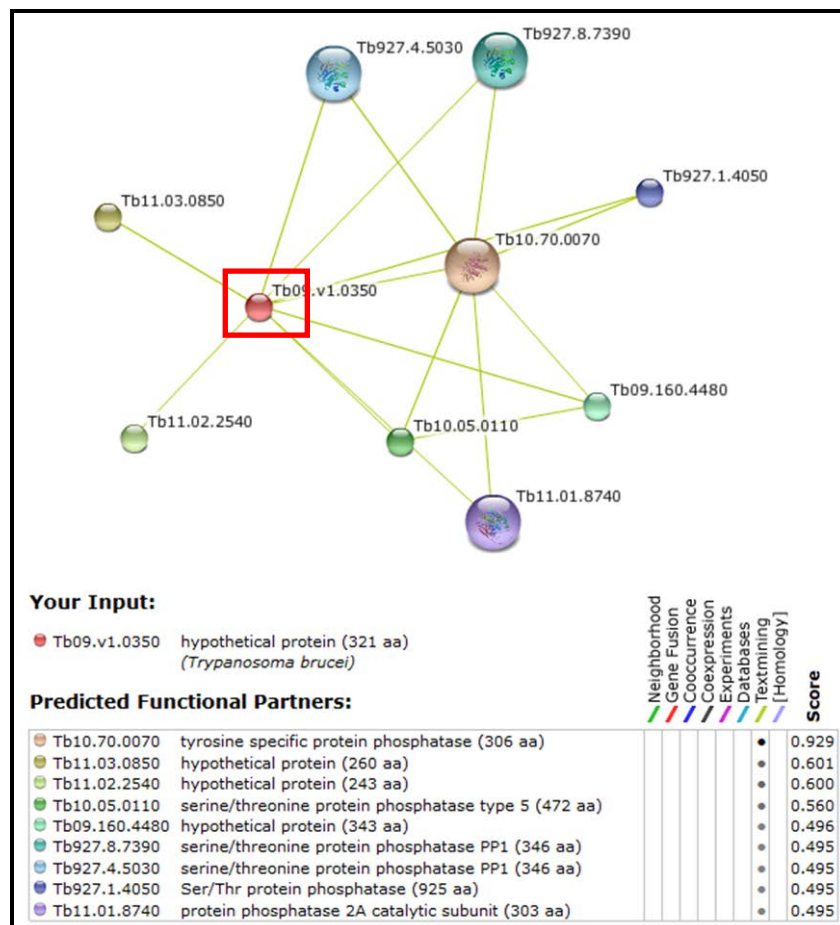 Tb927.4.5030
Tb927.8.7390
Tb11.03.0850
Tb927.1.4050
Tb10.70.0070
Tb09.v1.0350
Tb09.160.4480
Tb11.02.2540
Tb10.05.0110
Tb11.01.8740
Your Input:
Tb09.v1.0350 hypothetical protein (321 aa)
(Trypanosoma brucei)
Neighborhood
Gene Fusion
Cooccurrence
Coexpression
Experiments
Databases
Textmining
[Homology]
Score
Predicted Functional Partners:
Tb10.70.0070 tyrosine specific protein phosphatase (306 aa) 0.929
Tb11.03.0850 hypothetical protein (260 aa) 0.601
Tb11.02.2540 hypothetical protein (243 aa) 0.600
Tb10.05.0110 serine/threonine protein phosphatase type 5 (472 aa) 0.560
Tb09.160.4480 hypothetical protein (343 aa) 0.496
Tb927.8.7390 serine/threonine protein phosphatase PP1 (346 aa) 0.495
Tb927.4.5030 serine/threonine protein phosphatase PP1 (346 aa) 0.495
Tb927.1.4050 Ser/Thr protein phosphatase (925 aa) 0.495
Tb11.01.8740 protein phosphatase 2A catalytic subunit (303 aa) 0.495